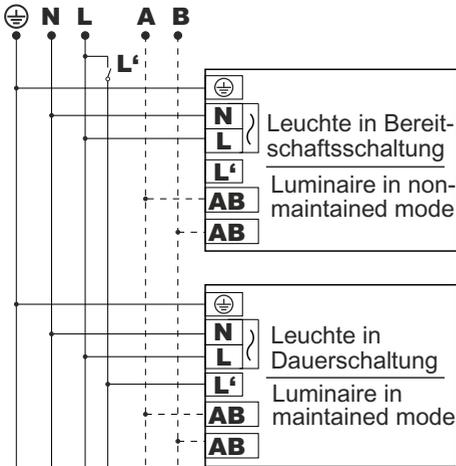 N L A B
L‘
N
L
L‘
AB
AB
Leuchte in Bereit-
schaftsschaltung
Luminaire in non-
maintained mode
N
L
L‘
AB
AB
Leuchte in
Dauerschaltung
Luminaire in
maintained mode